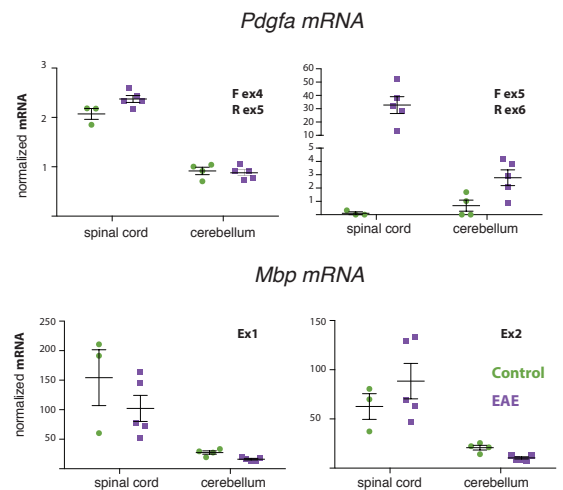 Pdgfa mRNA
normalized mRNA
3
2
1
F ex4
R ex5
spinal cord
cerebellum
60
50
40
30
20
10
5
4
3
2
1
F ex5
R ex6
spinal cord
cerebellum
Mbp mRNA
normalized mRNA
250
200
150
100
50
Ex1
spinal cord
cerebellum
150
100
50
Ex2
Control
EAE
spinal cord
cerebellum